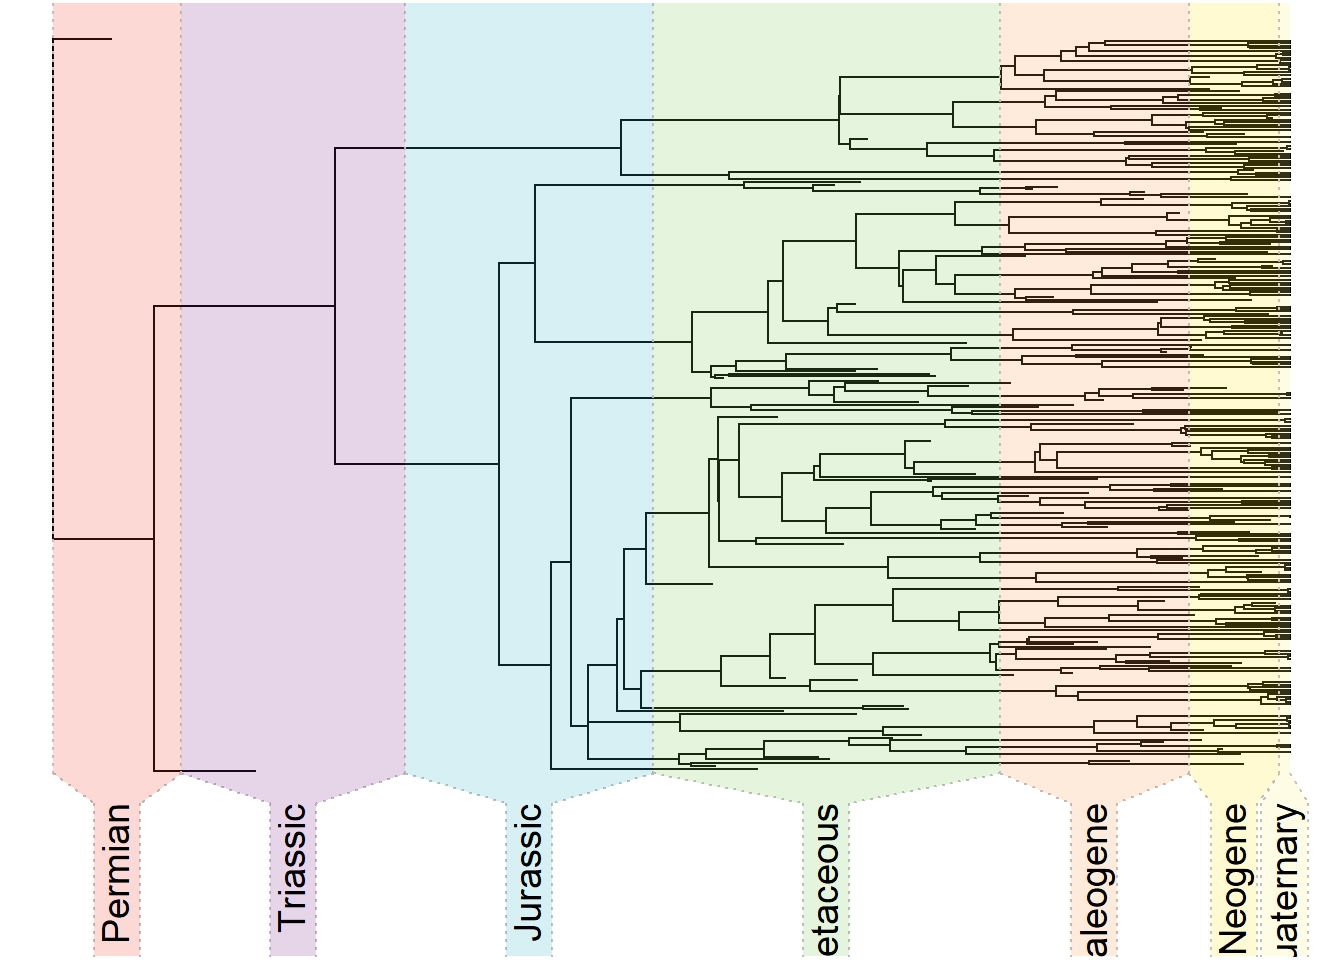 Permian
Triassic
Jurassic
etaceous
aleogene
Neogene
uaternary